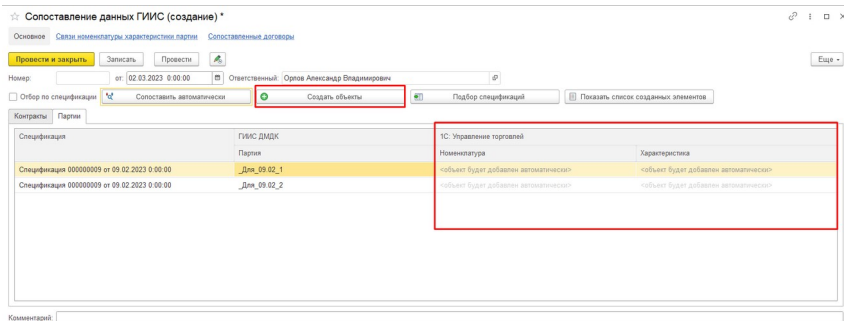 Сопоставление данных ГИИС (создание) *
Основное Связи номенклатуры характеристики партии Сопоставленные договоры
Провести и закрыть Записать Провести Еще
Номер: от: 02.03.2023 0:00:00 Ответственный: Орлов Александр Владимирович
Отбор по спецификации Сопоставить автоматически Создать объекты Подбор спецификаций Показать список созданных элементов
Контракты Партии
Спецификация ГИИС ДМДК 1С: Управление торговлей
Партия Номенклатура Характеристика
Спецификация 000000009 от 09.02.2023 0:00:00 _Для_09.02_1 <объект будет добавлен автоматически> <объект будет добавлен автоматически>
Спецификация 000000009 от 09.02.2023 0:00:00 _Для_09.02_2 <объект будет добавлен автоматически> <объект будет добавлен автоматически>
Комментарий: